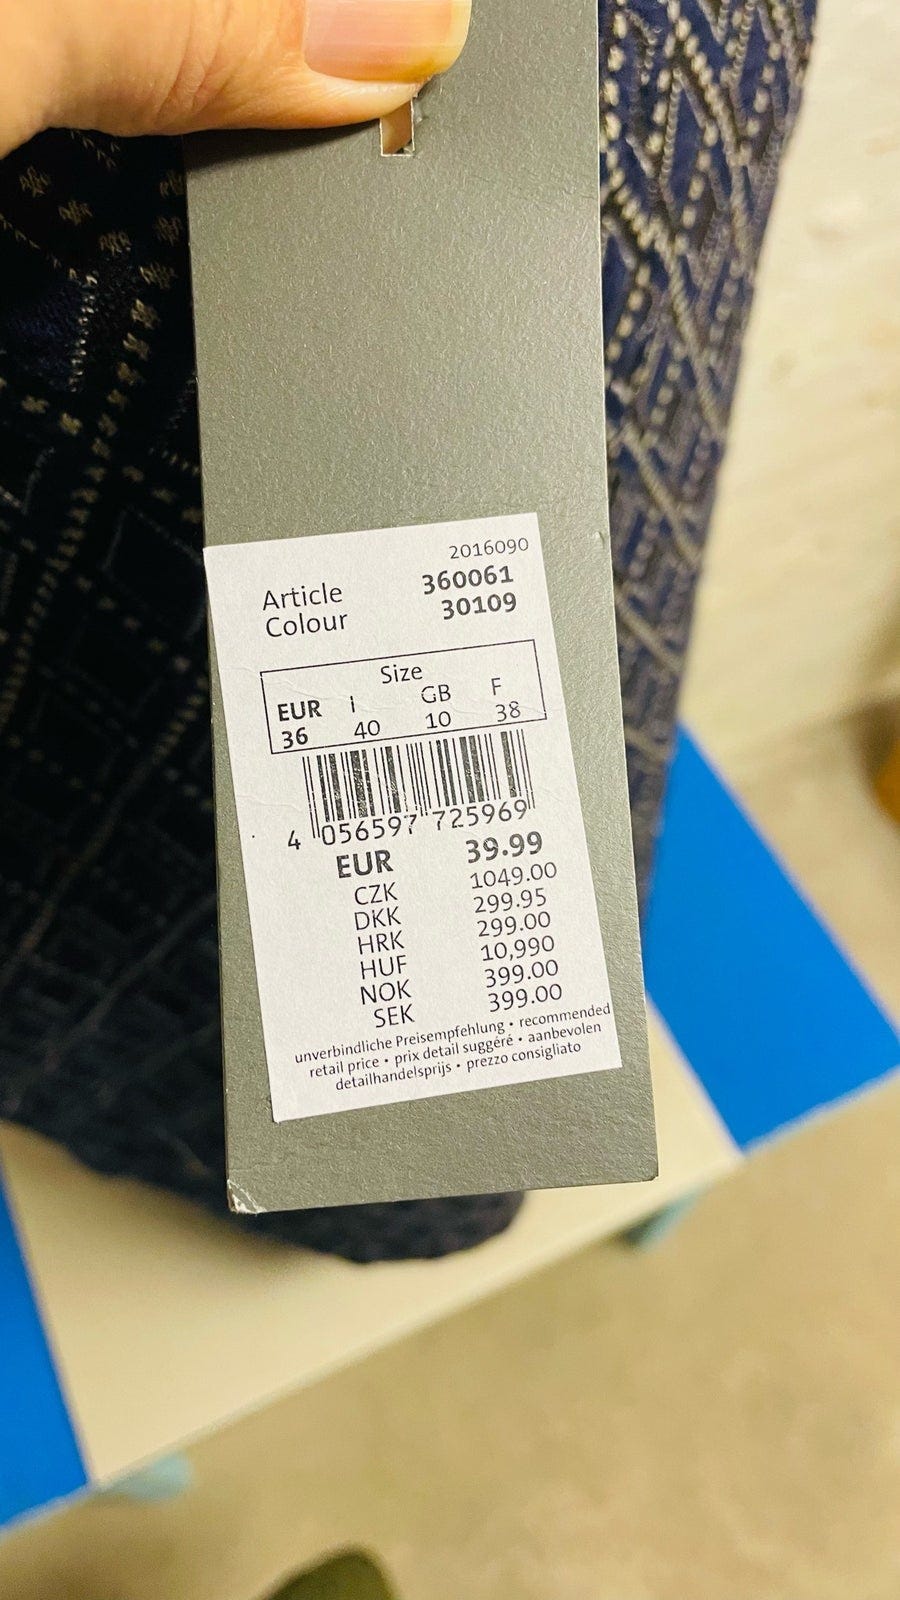 2016090
Article 360061
Colour 30109
Size
EUR I GB F
36 40 10 38
4 056597 725969
EUR 39.99
CZK 1049.00
DKK 299.95
HRK 299.00
HUF 10,990
NOK 399.00
SEK 399.00
unverbindliche Preisempfehlung • recommended
retail price • prix detail suggéré • aanbevolen
detailhandelsprijs • prezzo consigliato